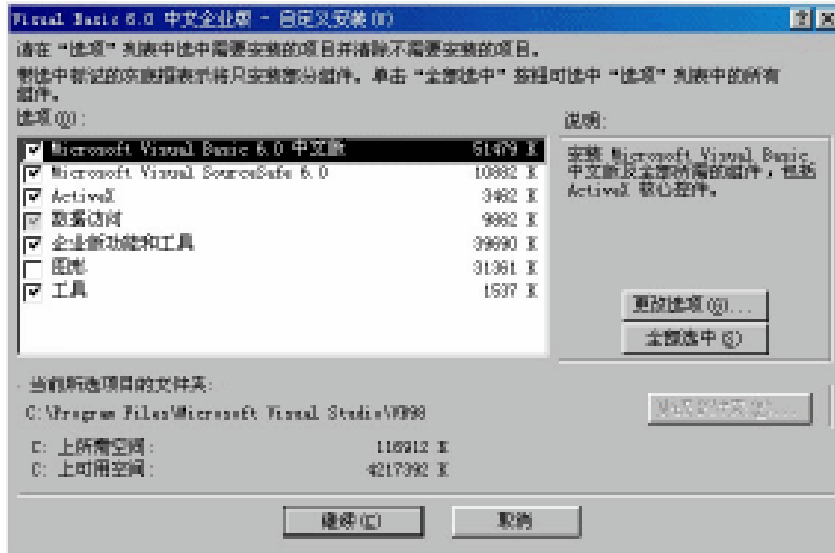 Visual Basic 6.0 中文企业版 - 自定义安装
请在“选项”列表中选中需要安装的项目并清除不需要安装的项目。
带选中标记的灰底框表示将只安装部分组件。单击“全部选中”按钮可选中“选项”列表中的所有
组件。
选项(O):
说明:
Microsoft Visual Basic 6.0 中文版 51479 K
Microsoft Visual SourceSafe 6.0
ActiveX 3462 K
数据访问
企业版功能和工具 39690 K
图形
工具 1537 K
安装 Microsoft Visual Basic
中文版及全部所需的组件，包括
ActiveX 核心控件。
更改选项
全部选中(S)
当前所选项目的文件夹:
C:\Program Files\Microsoft Visual Studio\VB98
C: 上所需空间: 116912 K
C: 上可用空间: 4217392 K
继续(C)
取消